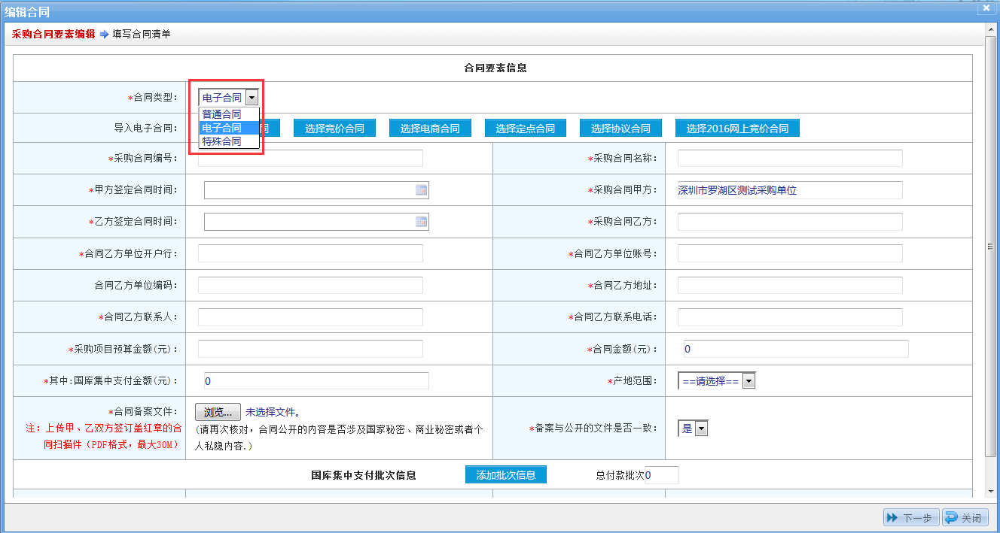 编辑合同
采购合同要素编辑 填写合同清单
合同要素信息
*合同类型： 电子合同
普通合同
电子合同
特殊合同
导入电子合同： 同 选择竞价合同 选择电商合同 选择定点合同 选择协议合同 选择2016网上竞价合同
*采购合同编号： *采购合同名称：
*甲方签定合同时间： *采购合同甲方： 深圳市罗湖区测试采购单位
*乙方签定合同时间： *采购合同乙方：
*合同乙方单位开户行： *合同乙方单位账号：
合同乙方单位编码： *合同乙方地址：
*合同乙方联系人： *合同乙方联系电话：
*采购项目预算金额(元)： *合同金额(元)： 0
*其中:国库集中支付金额(元)： 0 *产地范围： ==请选择==
*合同备案文件： 浏览... 未选择文件。
注：上传甲、乙双方签订盖红章的合
同扫描件（PDF格式，最大30M）
(请再次核对，合同公开的内容是否涉及国家秘密、商业秘密或者个
人私隐内容.)
*备案与公开的文件是否一致： 是
国库集中支付批次信息 添加批次信息 总付款批次0
下一步 关闭